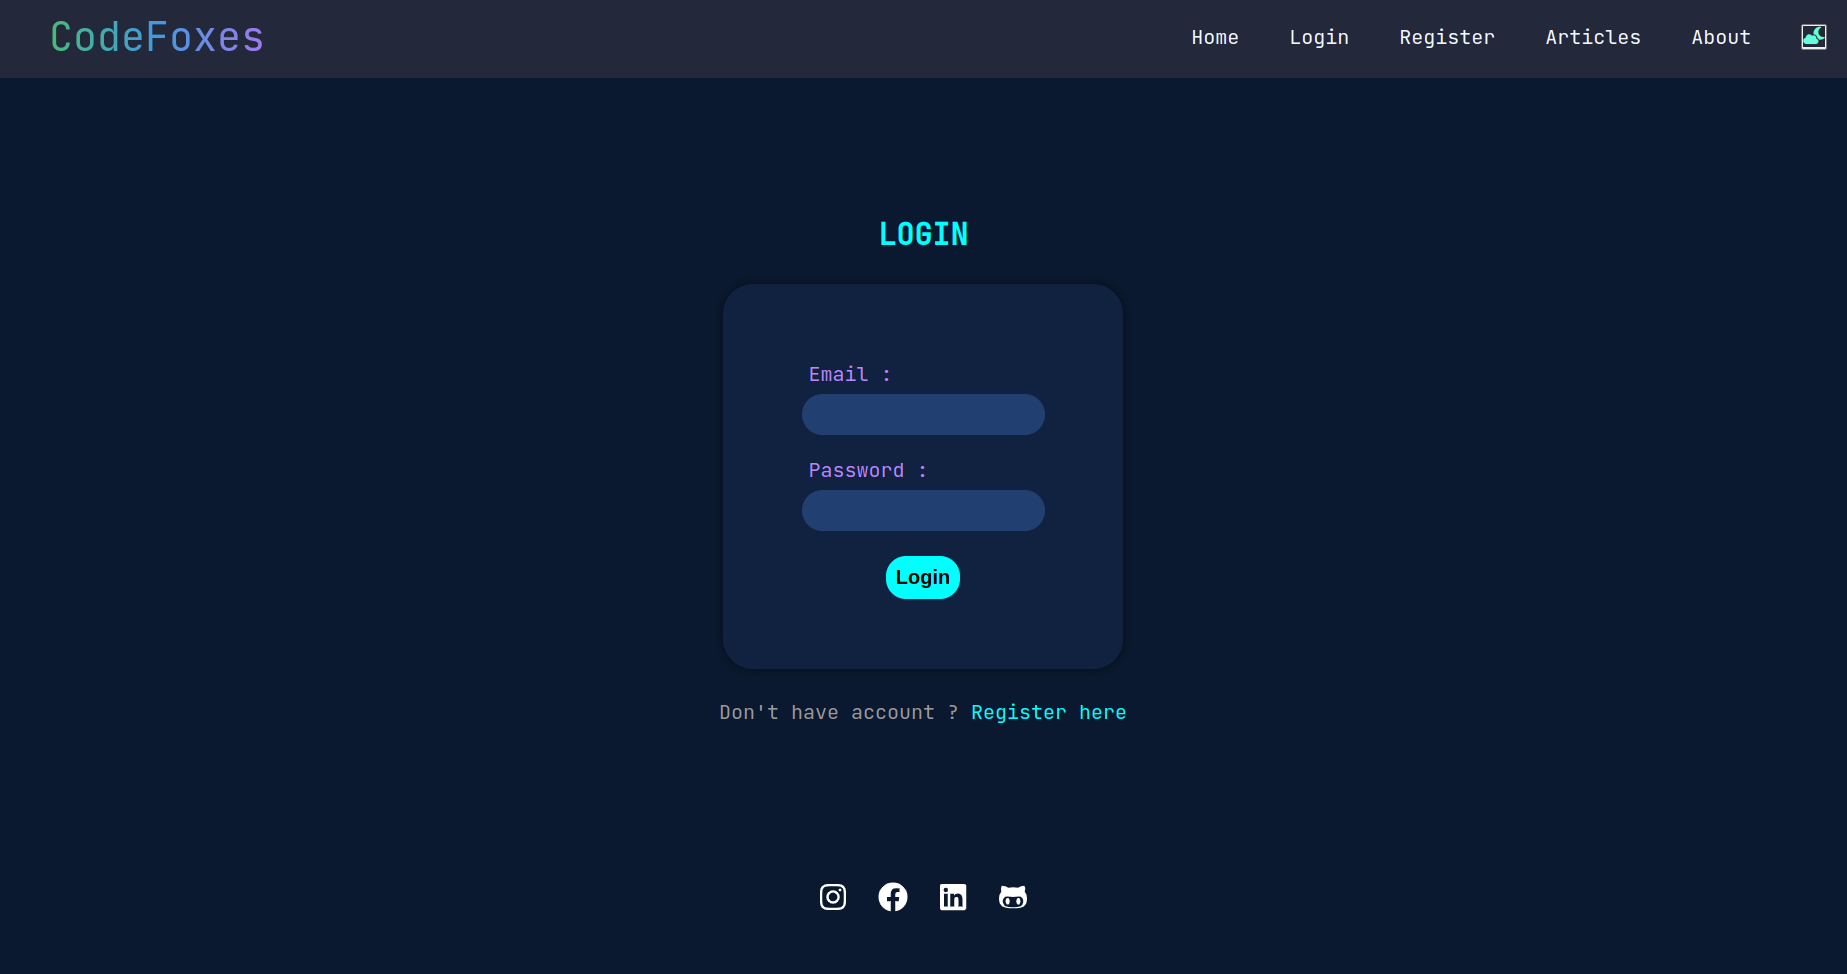 CodeFoxes Home Login Register Articles About
LOGIN
Email :
Password :
Login
Don't have account ? Register here